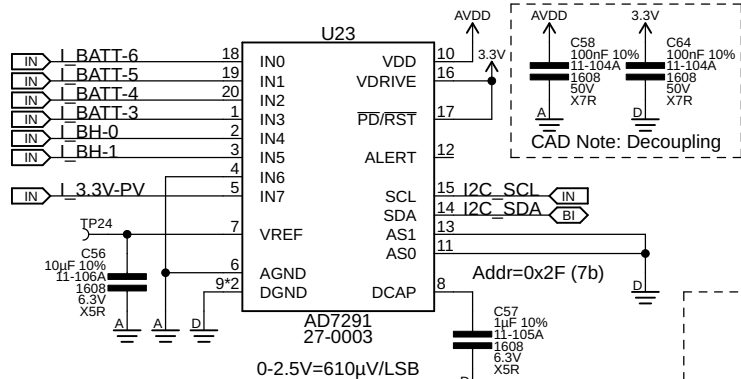 U23
IN I_BATT-6 18 IN0
IN I_BATT-5 19 IN1
IN I_BATT-4 20 IN2
IN I_BATT-3 1 IN3
IN I_BH-0 2 IN4
IN I_BH-1 3 IN5
4 IN6
IN I_3.3V-PV 5 IN7
TP24 7 VREF
C56
10µF 10%
11-106A
1608
6.3V
X5R
6 AGND
9*2 DGND
A A D
AVDD
VDD 10
3.3V
VDRIVE 16
PD/RST 17
ALERT 12
SCL 15 I2C_SCL IN
SDA 14 I2C_SDA BI
AS1 13
AS0 11
Addr=0x2F (7b)
D
DCAP 8
C57
1µF 10%
11-105A
1608
6.3V
X5R
AD7291
27-0003
0-2.5V=610µV/LSB
AVDD
C58
100nF 10%
11-104A
1608
50V
X7R
A
3.3V
C64
100nF 10%
11-104A
1608
50V
X7R
D
CAD Note: Decoupling